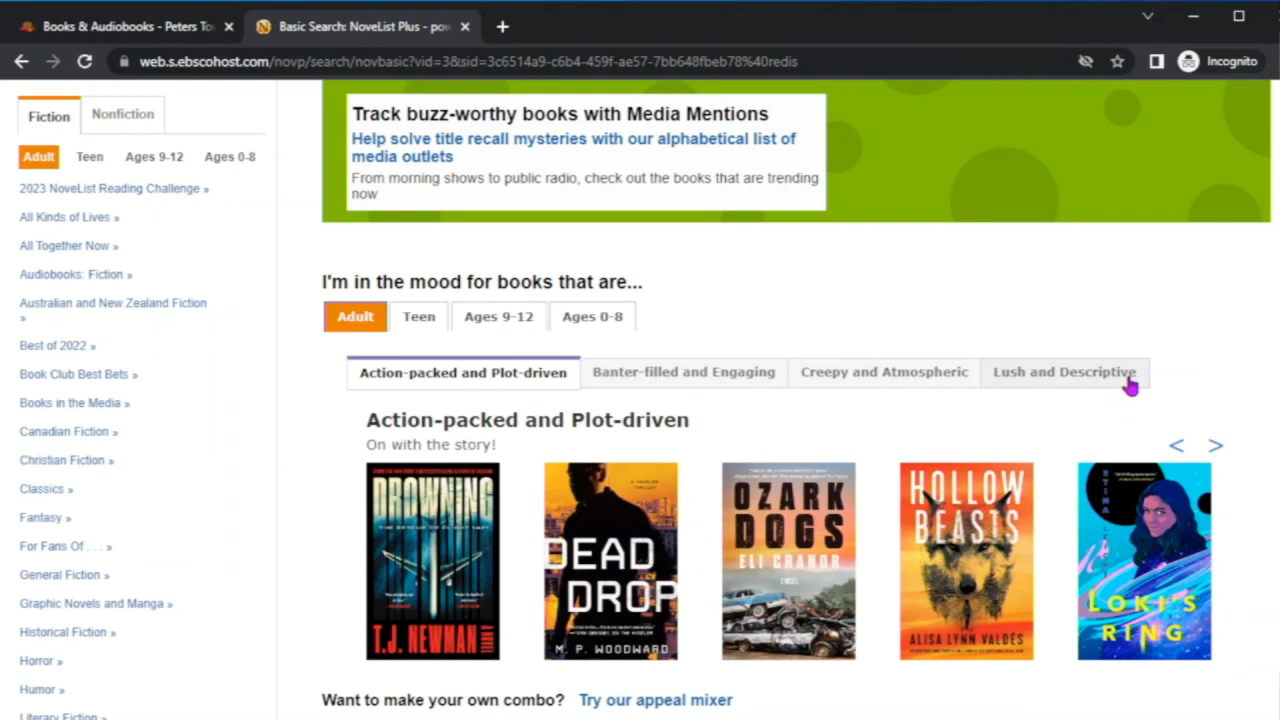 Books & Audiobooks - Peters To
Basic Search: NoveList Plus - pow
web.s.ebscohost.com/novp/search/novbasic?vid=3&sid=3c6514a9-c6b4-459f-ae57-7bb648fbeb78%40redis
Incognito
Fiction
Nonfiction
Adult
Teen
Ages 9-12
Ages 0-8
2023 NoveList Reading Challenge »
All Kinds of Lives »
All Together Now »
Audiobooks: Fiction »
Australian and New Zealand Fiction
»
Best of 2022 »
Book Club Best Bets »
Books in the Media »
Canadian Fiction »
Christian Fiction »
Classics »
Fantasy »
For Fans Of . . . »
General Fiction »
Graphic Novels and Manga »
Historical Fiction »
Horror »
Humor »
Literary Fiction »
Track buzz-worthy books with Media Mentions
Help solve title recall mysteries with our alphabetical list of
media outlets
From morning shows to public radio, check out the books that are trending
now
I'm in the mood for books that are...
Adult
Teen
Ages 9-12
Ages 0-8
Action-packed and Plot-driven
Banter-filled and Engaging
Creepy and Atmospheric
Lush and Descriptive
Action-packed and Plot-driven
On with the story!
< >
DROWNING
T.J. NEWMAN
DEAD
DROP
M. P. WOODWARD
OZARK
DOGS
ELI CRANOR
HOLLOW
BEASTS
ALISA LYNN VALDÉS
LOKI'S
RING
Want to make your own combo? Try our appeal mixer